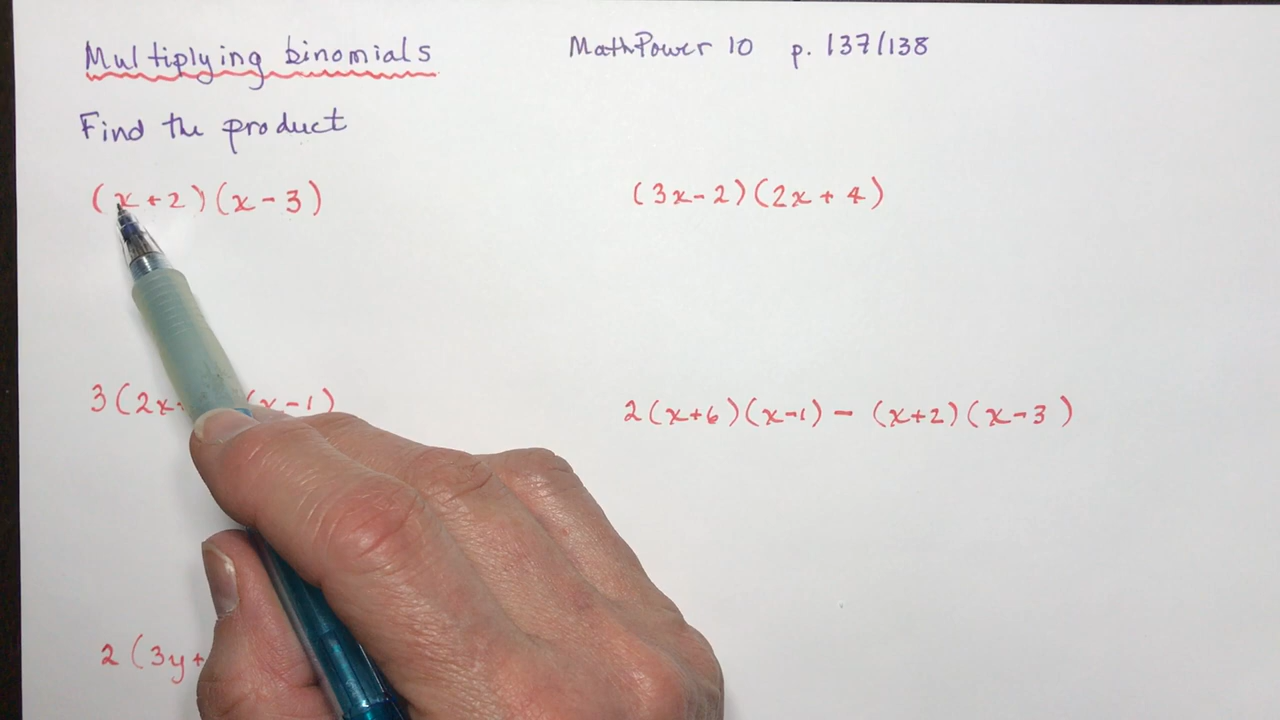 Multiplying binomials
MathPower 10 p. 137/138
Find the product
(x+2)(x-3)
(3x-2)(2x+4)
3(2x (x-1)
2(x+6)(x-1) - (x+2)(x-3)
2(3y+